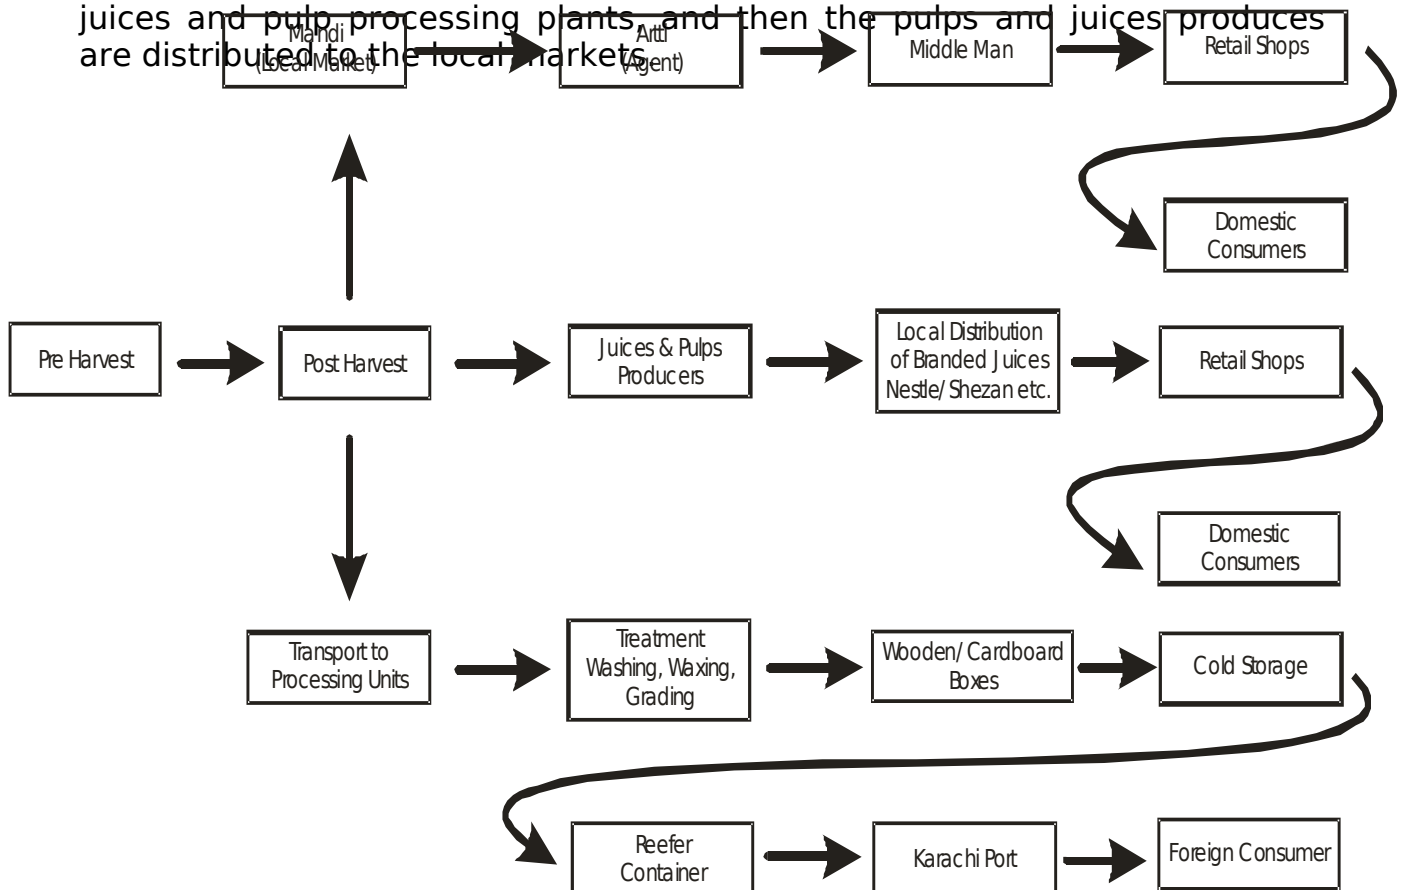 juices and pulp processing plants, and then the pulps and juices produces
are distributed to the local markets.
Mandi
(Local Market)
Artti
(Agent)
Middle Man
Retail Shops
Domestic
Consumers
Pre Harvest
Post Harvest
Juices & Pulps
Producers
Local Distribution
of Branded Juices
Nestle/ Shezan etc.
Retail Shops
Domestic
Consumers
Transport to
Processing Units
Treatment
Washing, Waxing,
Grading
Wooden/ Cardboard
Boxes
Cold Storage
Reefer
Container
Karachi Port
Foreign Consumer